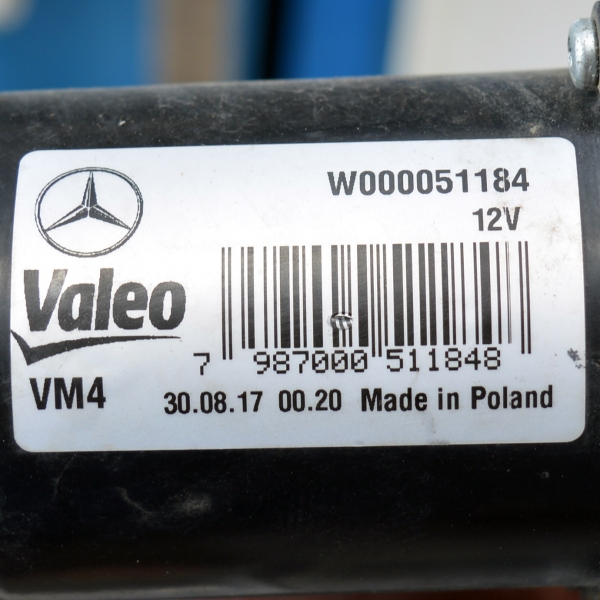 W000051184
12V
Valeo
7 987000 511848
VM4
30.08.17 00.20 Made in Poland